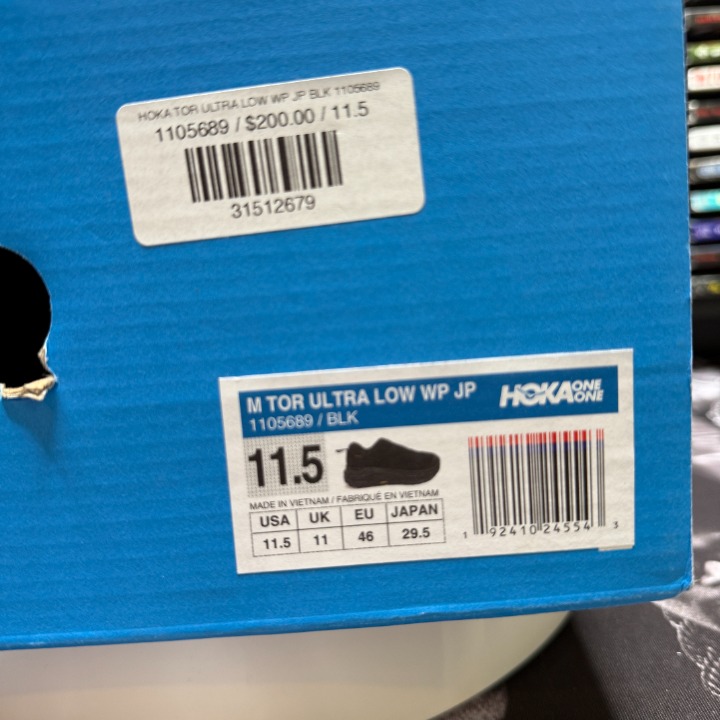 HOKA TOR ULTRA LOW WP JP BLK 1105689
1105689 / $200.00 / 11.5
31512679
M TOR ULTRA LOW WP JP
1105689 / BLK
HOKA ONE ONE
11.5
MADE IN VIETNAM / FABRIQUÉ EN VIETNAM
USA UK EU JAPAN
11.5 11 46 29.5
1 92410 24554 3